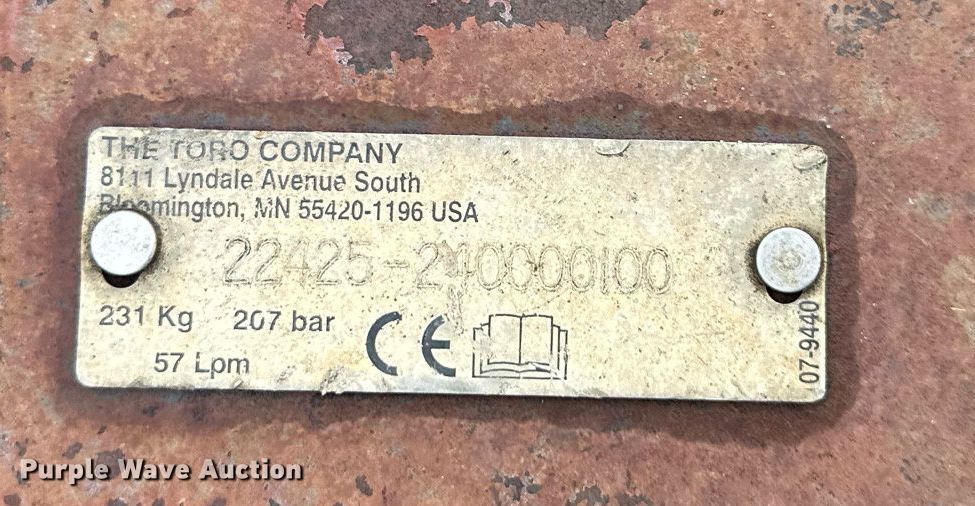 THE TORO COMPANY
8111 Lyndale Avenue South
Bloomington, MN 55420-1196 USA
22425-240000100
231 Kg 207 bar
57 Lpm
CE
07-9440
Purple Wave Auction